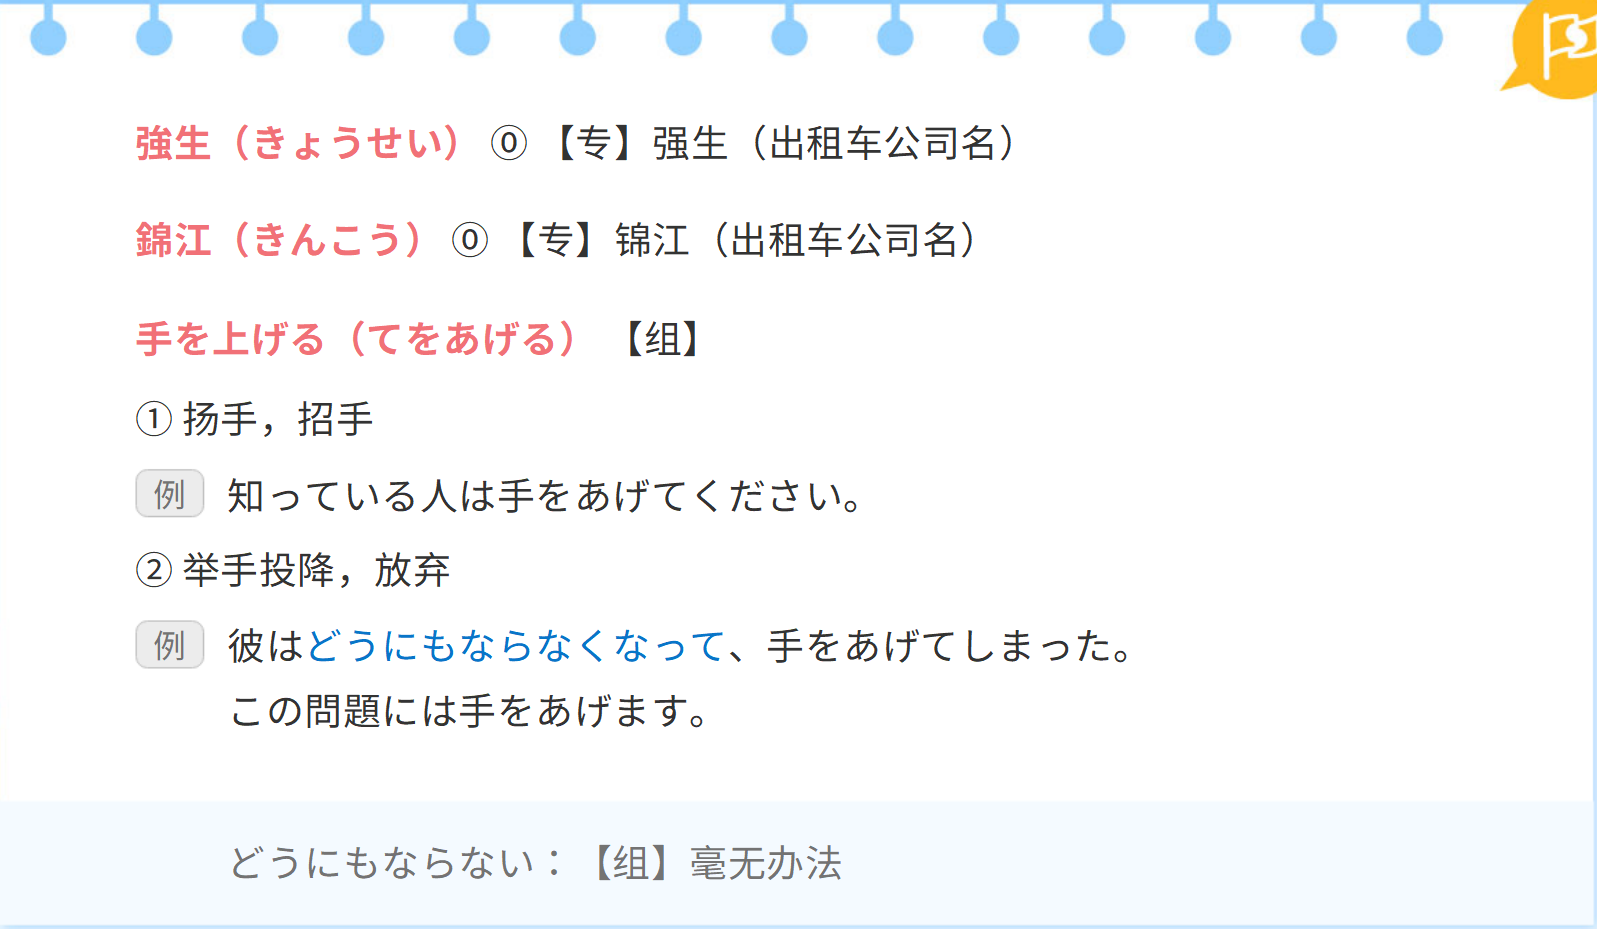 強生（きょうせい） ⓪ 【专】强生（出租车公司名）
錦江（きんこう） ⓪ 【专】锦江（出租车公司名）
手を上げる（てをあげる） 【组】
① 扬手，招手
例 知っている人は手をあげてください。
② 举手投降，放弃
例 彼はどうにもならなくなって、手をあげてしまった。
この問題には手をあげます。
どうにもならない：【组】毫无办法